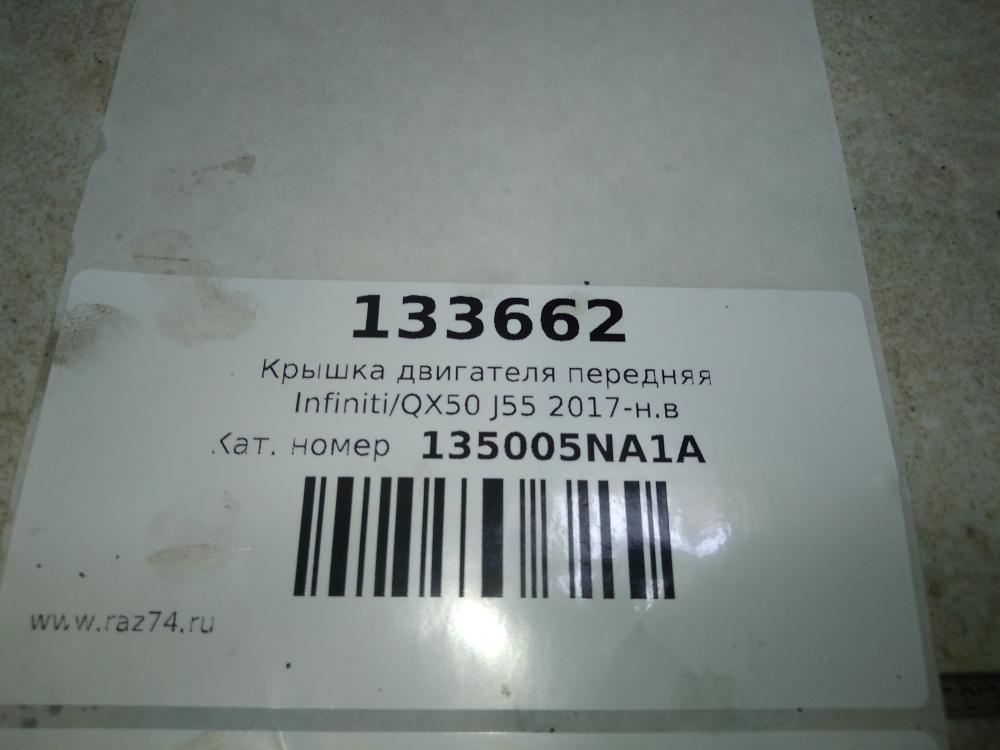 133662
Крышка двигателя передняя
Infiniti/QX50 J55 2017-н.в
Кат. номер 135005NA1A
www.raz74.ru